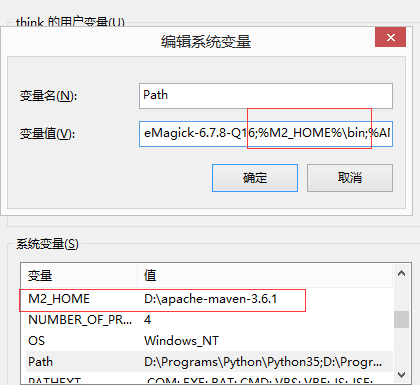 think 的用户变量(U)
编辑系统变量
变量名(N):
Path
变量值(V):
eMagick-6.7.8-Q16;%M2_HOME%\bin;%AI
确定
取消
系统变量(S)
变量 值
M2_HOME D:\apache-maven-3.6.1
NUMBER_OF_PR... 4
OS Windows_NT
Path D:\Programs\Python\Python35;D:\Progr...
PATHEXT .COM;.EXE;.BAT;.CMD;.VBS;.VBE;.JS;.JSE;